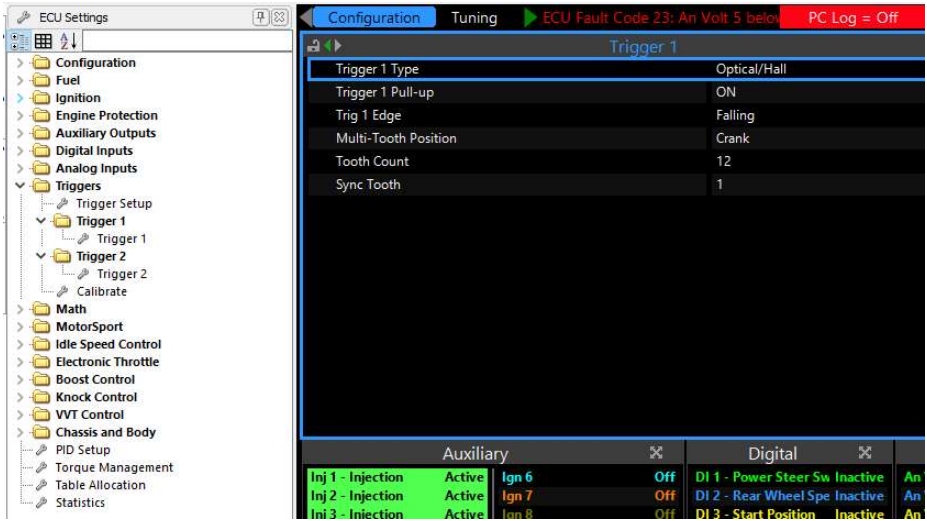 ECU Settings
Configuration
Fuel
Ignition
Engine Protection
Auxiliary Outputs
Digital Inputs
Analog Inputs
Triggers
Trigger Setup
Trigger 1
Trigger 1
Trigger 2
Trigger 2
Calibrate
Math
MotorSport
Idle Speed Control
Electronic Throttle
Boost Control
Knock Control
VVT Control
Chassis and Body
PID Setup
Torque Management
Table Allocation
Statistics
Configuration Tuning ECU Fault Code 23: An Volt 5 below PC Log = Off
Trigger 1
Trigger 1 Type Optical/Hall
Trigger 1 Pull-up ON
Trig 1 Edge Falling
Multi-Tooth Position Crank
Tooth Count 12
Sync Tooth 1
Auxiliary Digital
Inj 1 - Injection Active Ign 6 Off DI 1 - Power Steer Sw Inactive An
Inj 2 - Injection Active Ign 7 Off DI 2 - Rear Wheel Spe Inactive An
Inj 3 - Injection Active Ign 8 Off DI 3 - Start Position Inactive An